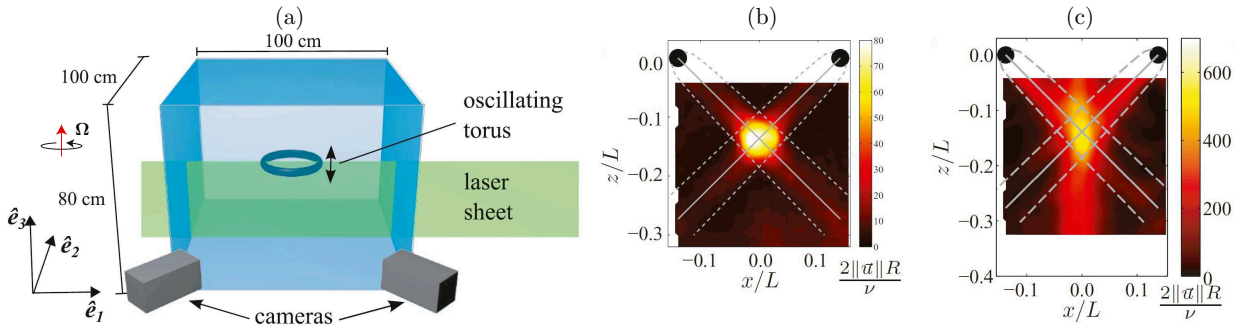 (a)
100 cm
100 cm
80 cm
Ω
oscillating
torus
laser
sheet
cameras
ê₃
ê₂
ê₁
(b)
80
70
60
50
40
30
20
10
0
0.0
−0.1
−0.2
−0.3
z/L
−0.1
0.0
0.1
x/L
2‖u⃗‖R
ν
(c)
600
400
200
0
0.0
−0.1
−0.2
−0.3
−0.4
z/L
−0.1
0.0
0.1
x/L
2‖u⃗‖R
ν